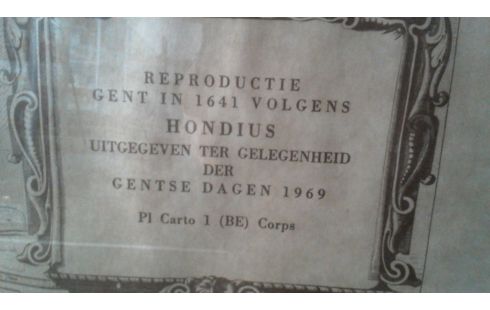 REPRODUCTIE
GENT IN 1641 VOLGENS
HONDIUS
UITGEGEVEN TER GELEGENHEID
DER
GENTSE DAGEN 1969
Pl Carto 1 (BE) Corps